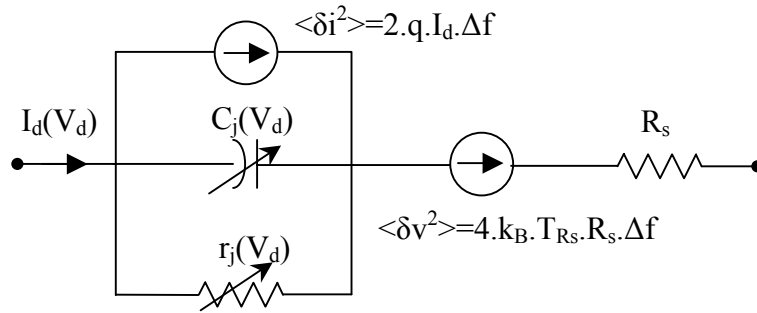 <δi²>=2.q.I_d.Δf
I_d(V_d)
C_j(V_d)
R_s
<δv²>=4.k_B.T_Rs.R_s.Δf
r_j(V_d)